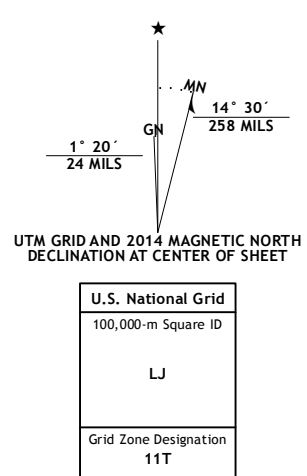 ★
MN
14° 30´
258 MILS
GN
1° 20´
24 MILS
UTM GRID AND 2014 MAGNETIC NORTH
DECLINATION AT CENTER OF SHEET
U.S. National Grid
100,000-m Square ID
LJ
Grid Zone Designation
11T